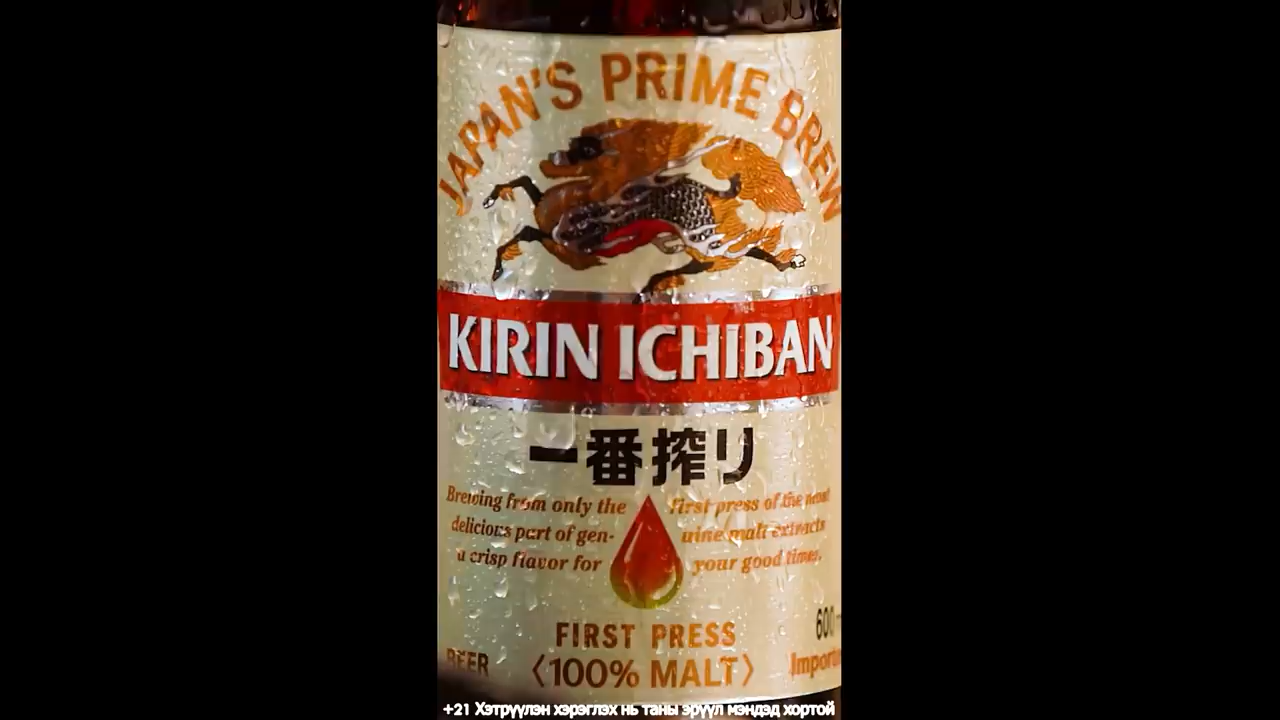 JAPAN'S PRIME BREW
KIRIN ICHIBAN
一番搾り
Brewing from only the first press of the most
delicious part of gen- uine malt extracts
a crisp flavor for your good times.
FIRST PRESS
600
BEER 〈100% MALT〉
+21 Хэтрүүлэн хэрэглэх нь таны эрүүл мэндэд хортой